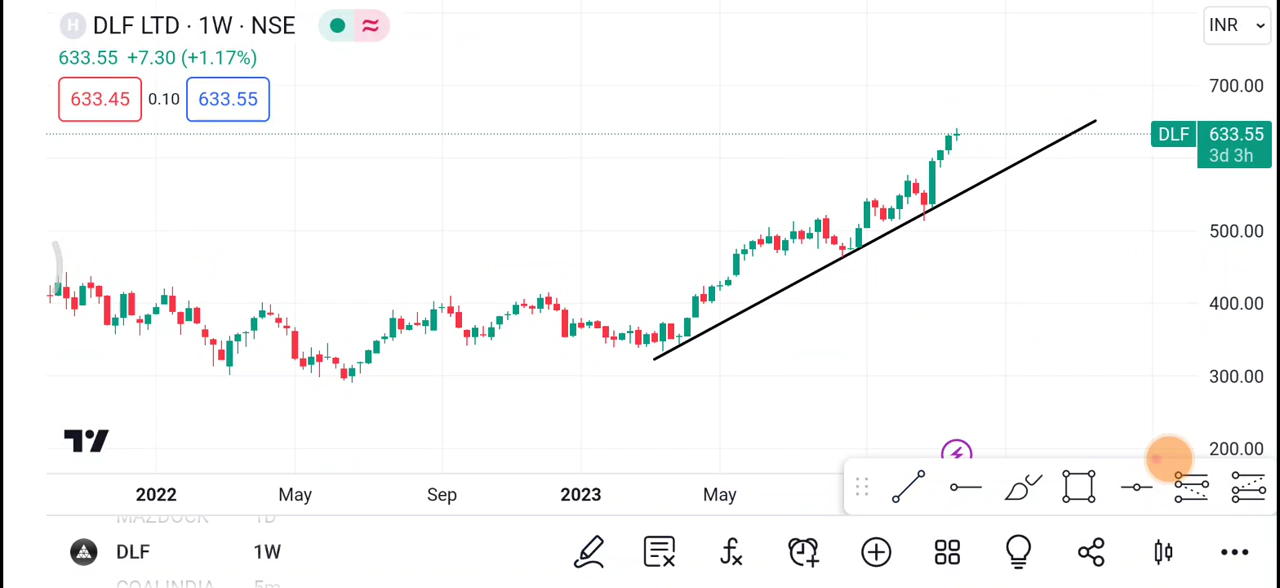 H DLF LTD · 1W · NSE
INR
633.55 +7.30 (+1.17%)
633.45 0.10 633.55
700.00
DLF 633.55
3d 3h
500.00
400.00
300.00
200.00
2022 May Sep 2023 May
MAZDOCK 1D
DLF 1W
COALINDIA 5m